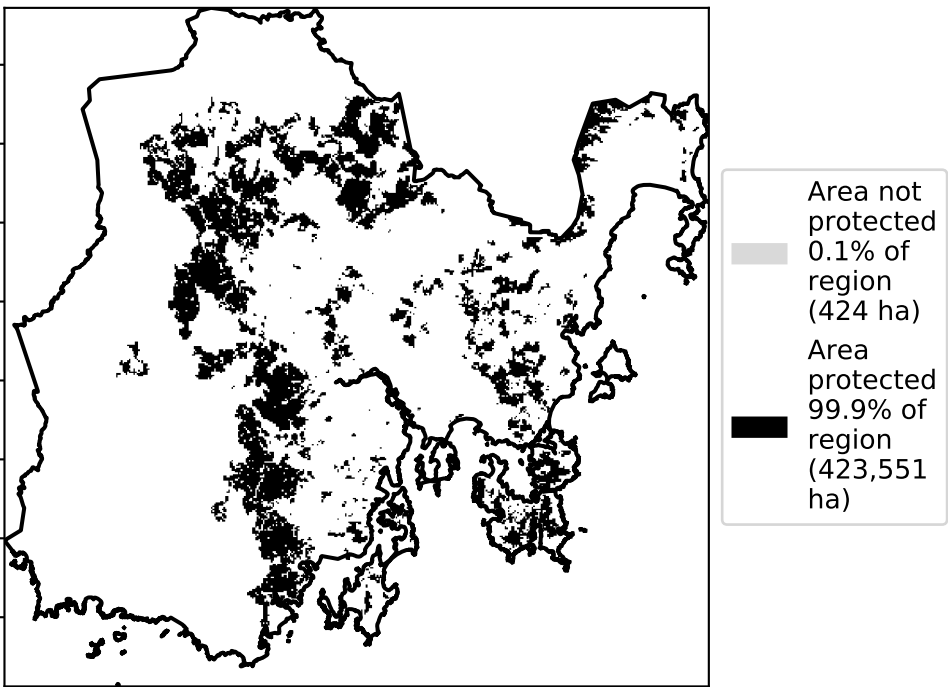 Area not
protected
0.1% of
region
(424 ha)
Area
protected
99.9% of
region
(423,551
ha)